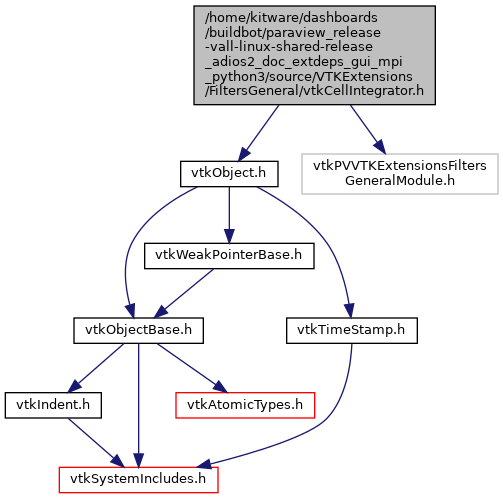 /home/kitware/dashboards
/buildbot/paraview_release
-vall-linux-shared-release
_adios2_doc_extdeps_gui_mpi
_python3/source/VTKExtensions
/FiltersGeneral/vtkCellIntegrator.h
vtkObject.h
vtkPVVTKExtensionsFilters
GeneralModule.h
vtkWeakPointerBase.h
vtkObjectBase.h
vtkTimeStamp.h
vtkIndent.h
vtkAtomicTypes.h
vtkSystemIncludes.h